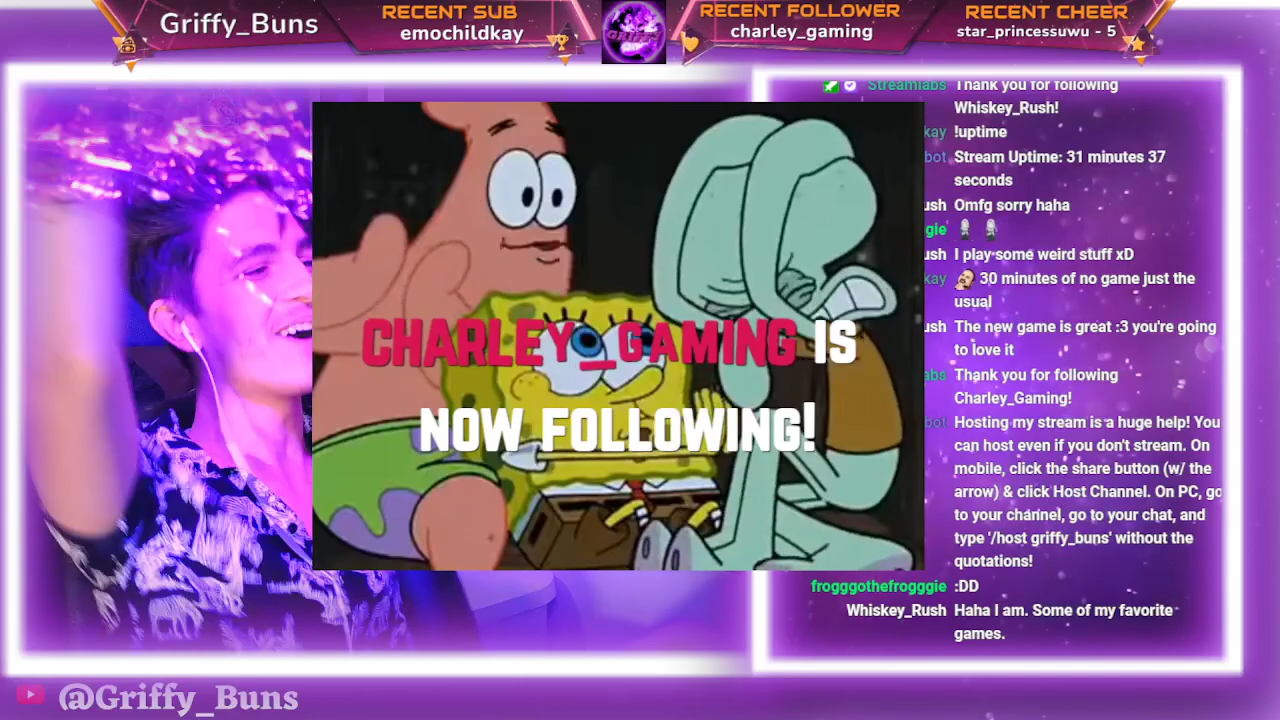 Griffy_Buns
RECENT SUB
emochildkay
RECENT FOLLOWER
charley_gaming
RECENT CHEER
star_princessuwu - 5
CHARLEY_GAMING IS
NOW FOLLOWING!
Streamlabs Thank you for following
Whiskey_Rush!
kay !uptime
bot Stream Uptime: 31 minutes 37
seconds
ush Omfg sorry haha
gie
ush I play some weird stuff xD
kay 30 minutes of no game just the
usual
ush The new game is great :3 you're going
to love it
abs Thank you for following
Charley_Gaming!
bot Hosting my stream is a huge help! You
can host even if you don't stream. On
mobile, click the share button (w/ the
arrow) & click Host Channel. On PC, go
to your channel, go to your chat, and
type '/host griffy_buns' without the
quotations!
frogggothefrogggie :DD
Whiskey_Rush Haha I am. Some of my favorite
games.
@Griffy_Buns